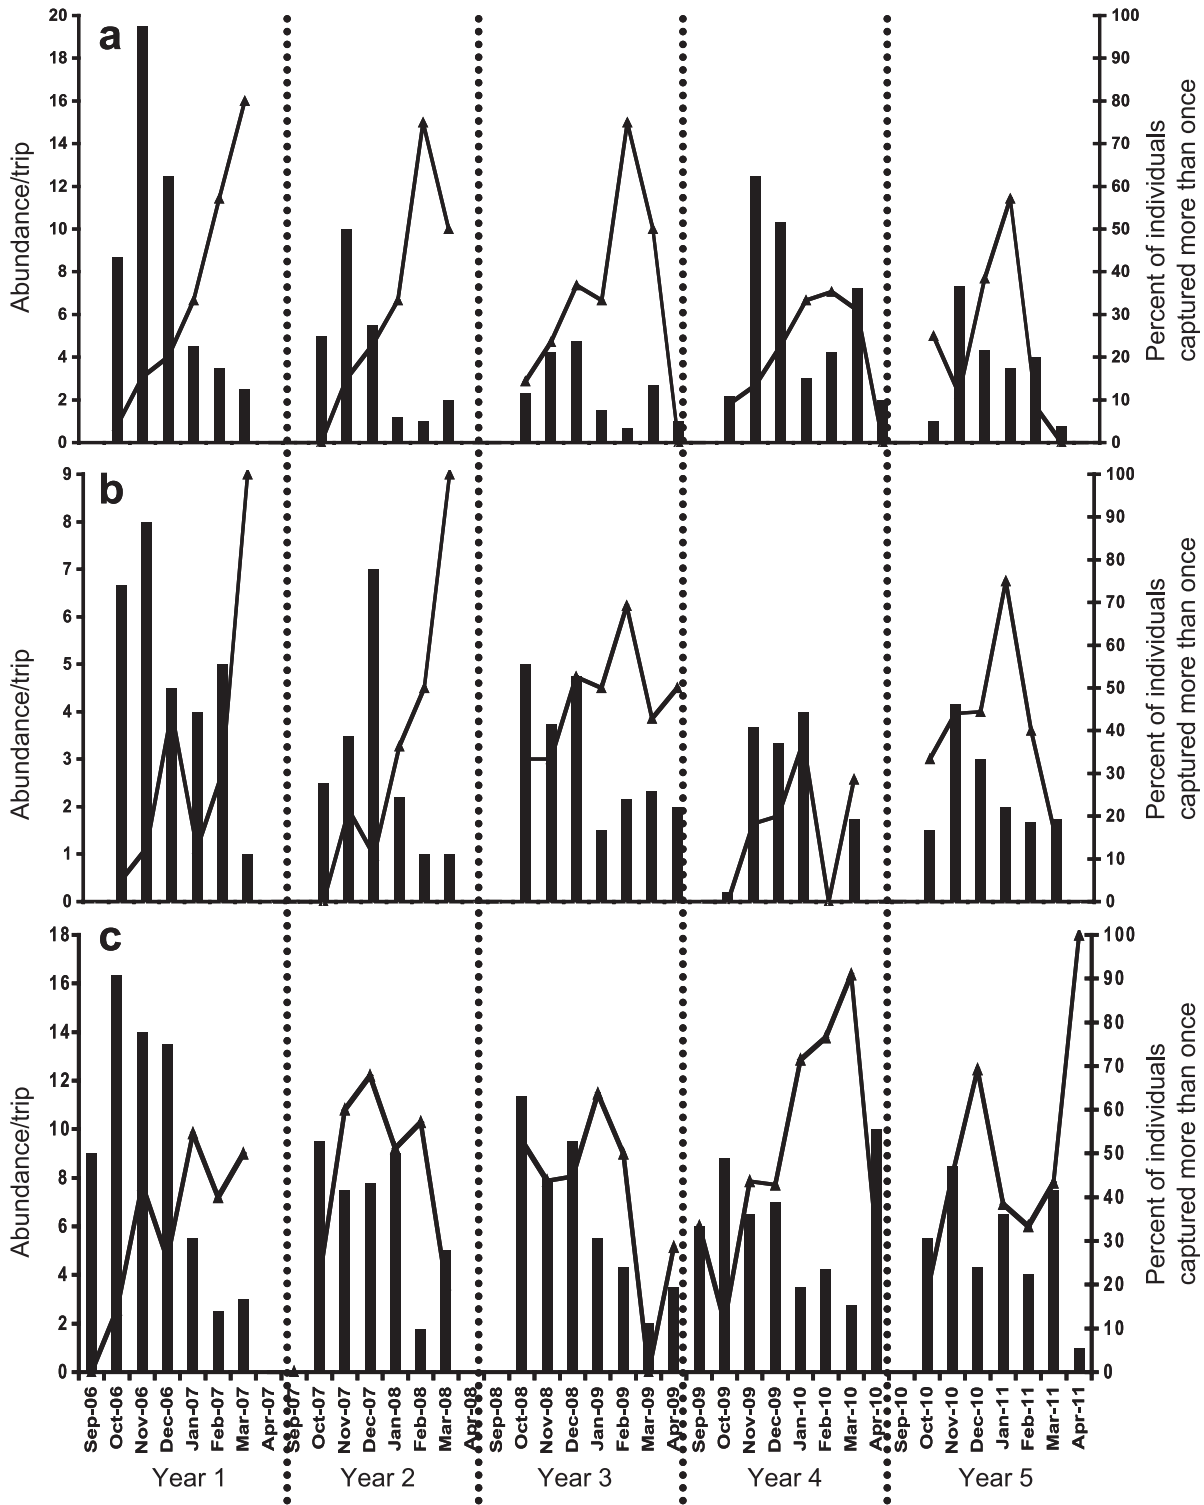 a
20
18
16
14
12
10
8
6
4
2
0
Abundance/trip
100
90
80
70
60
50
40
30
20
10
0
Percent of individuals
captured more than once
b
9
8
7
6
5
4
3
2
1
0
Abundance/trip
100
90
80
70
60
50
40
30
20
10
0
Percent of individuals
captured more than once
c
18
16
14
12
10
8
6
4
2
0
Abundance/trip
100
90
80
70
60
50
40
30
20
10
0
Percent of individuals
captured more than once
Sep-06
Oct-06
Nov-06
Dec-06
Jan-07
Feb-07
Mar-07
Apr-07
Sep-07
Oct-07
Nov-07
Dec-07
Jan-08
Feb-08
Mar-08
Apr-08
Sep-08
Oct-08
Nov-08
Dec-08
Jan-09
Feb-09
Mar-09
Apr-09
Sep-09
Oct-09
Nov-09
Dec-09
Jan-10
Feb-10
Mar-10
Apr-10
Sep-10
Oct-10
Nov-10
Dec-10
Jan-11
Feb-11
Mar-11
Apr-11
Year 1
Year 2
Year 3
Year 4
Year 5